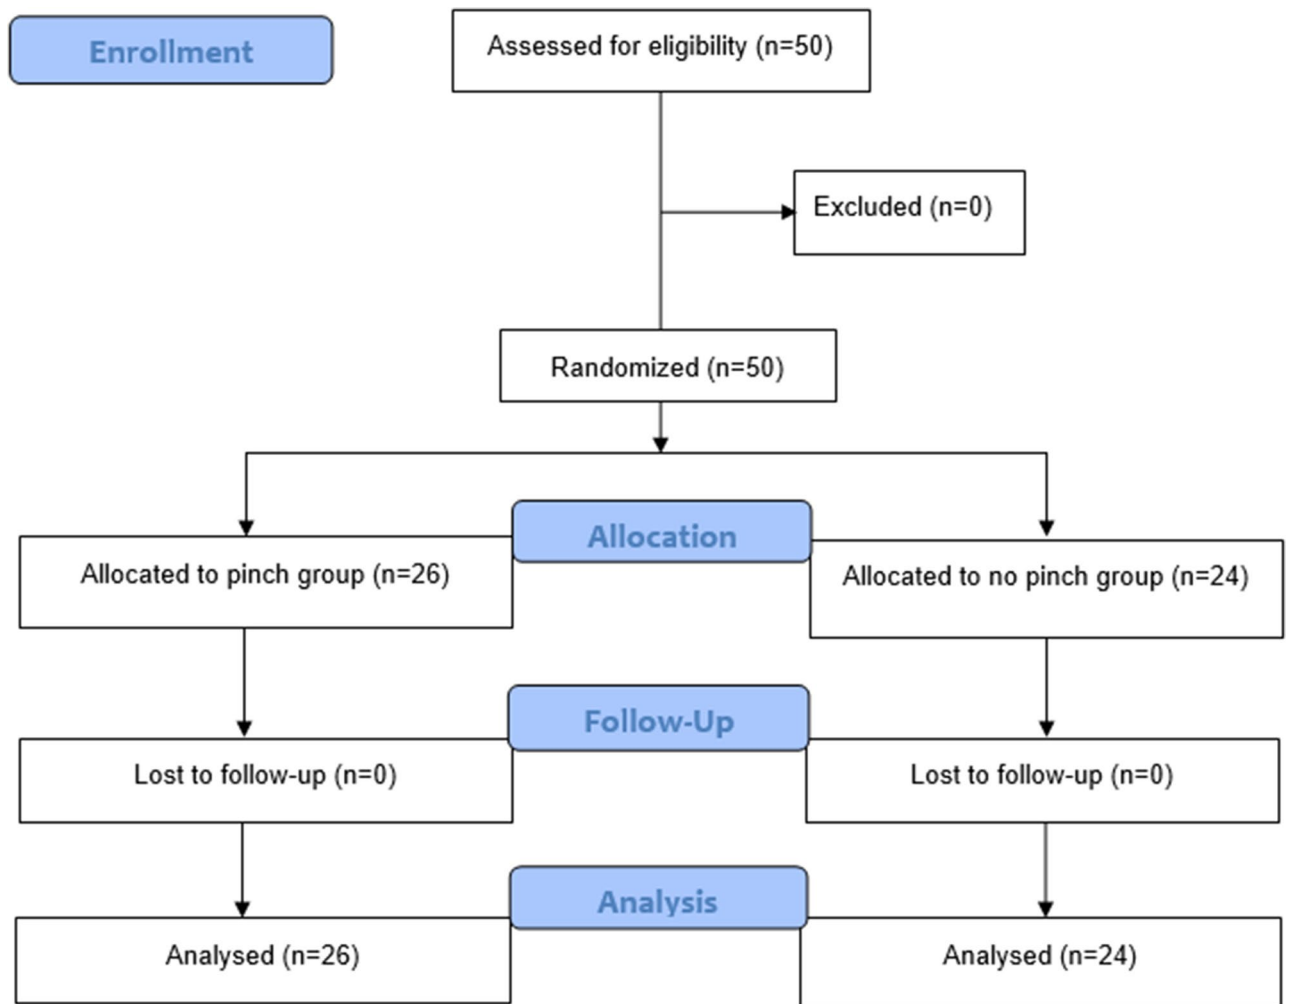 Enrollment
Assessed for eligibility (n=50)
Excluded (n=0)
Randomized (n=50)
Allocation
Allocated to pinch group (n=26)
Allocated to no pinch group (n=24)
Follow-Up
Lost to follow-up (n=0)
Lost to follow-up (n=0)
Analysis
Analysed (n=26)
Analysed (n=24)